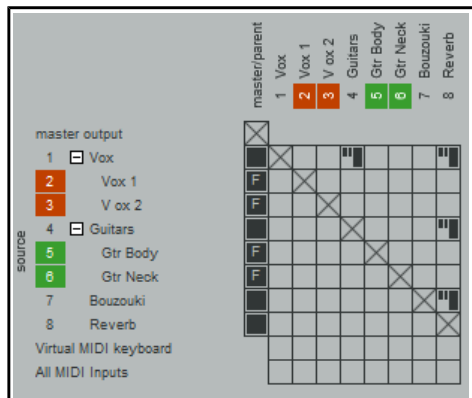 master/parent
1 Vox
2 Vox 1
3 V ox 2
4 Guitars
5 Gtr Body
6 Gtr Neck
7 Bouzouki
8 Reverb
master output
1 Vox
2 Vox 1
F
3 V ox 2
F
4 Guitars
source
5 Gtr Body
F
6 Gtr Neck
F
7 Bouzouki
8 Reverb
Virtual MIDI keyboard
All MIDI Inputs